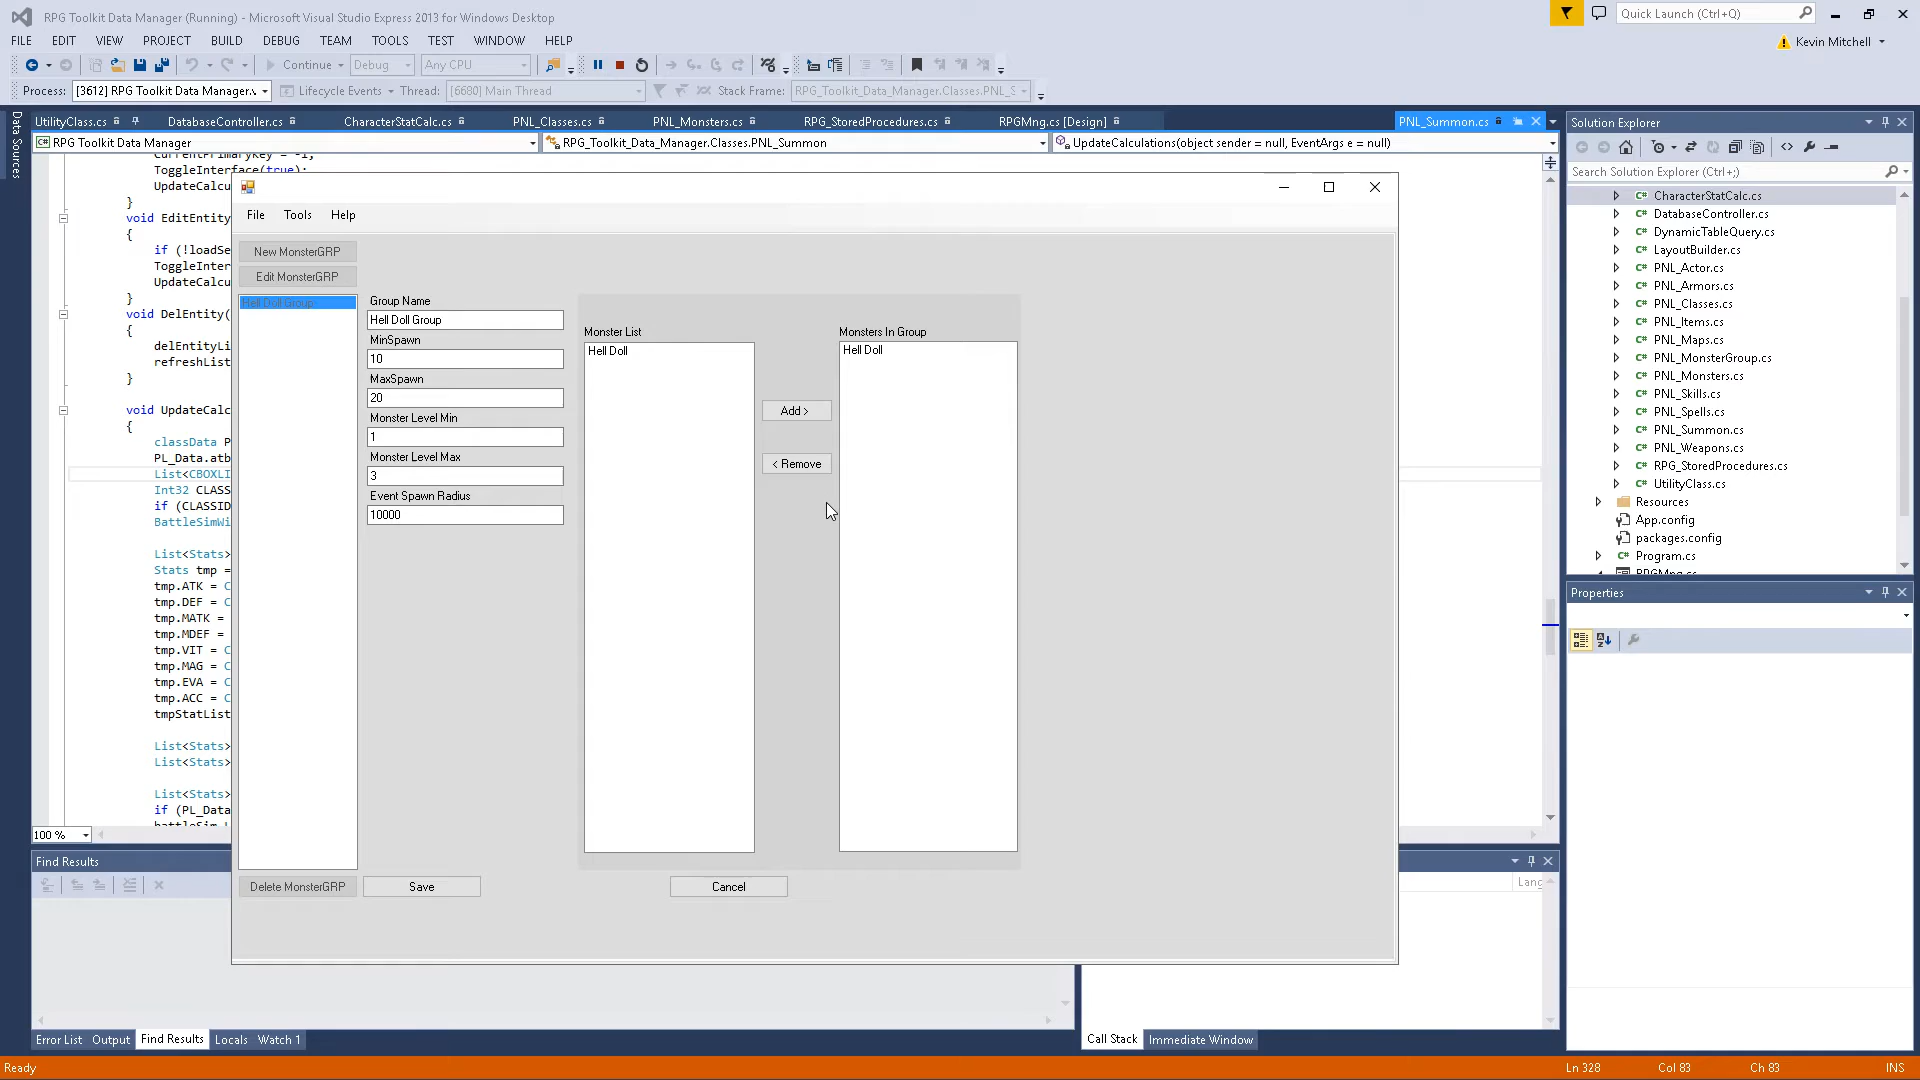 RPG Toolkit Data Manager (Running) - Microsoft Visual Studio Express 2013 for Windows Desktop
Quick Launch (Ctrl+Q)
FILE EDIT VIEW PROJECT BUILD DEBUG TEAM TOOLS TEST WINDOW HELP
Kevin Mitchell
Continue Debug Any CPU
Process: [3612] RPG Toolkit Data Manager. Lifecycle Events Thread: [6680] Main Thread Stack Frame: RPG_Toolkit_Data_Manager.Classes.PNL_S
Data Sources
UtilityClass.cs DatabaseController.cs CharacterStatCalc.cs PNL_Classes.cs PNL_Monsters.cs RPG_StoredProcedures.cs RPGMng.cs [Design] PNL_Summon.cs
RPG Toolkit Data Manager RPG_Toolkit_Data_Manager.Classes.PNL_Summon UpdateCalculations(object sender = null, EventArgs e = null)
CurrentPrimaryKey = -1;
ToggleInterface(true);
UpdateCalcu
}
void EditEntity
{
if (!loadSe
ToggleInter
UpdateCalcu
}
void DelEntity(
{
delEntityLi
refreshList
}
void UpdateCalc
{
classData P
PL_Data.atb
List<CBOXLI
Int32 CLASS
if (CLASSID
BattleSimWi
List<Stats>
Stats tmp =
tmp.ATK = C
tmp.DEF = C
tmp.MATK =
tmp.MDEF =
tmp.VIT = C
tmp.MAG = C
tmp.EVA = C
tmp.ACC = C
tmpStatList
List<Stats>
List<Stats>
List<Stats>
if (PL_Data
battleSim.L
100 %
File Tools Help
New MonsterGRP
Edit MonsterGRP
Hell Doll Group
Delete MonsterGRP
Group Name
Hell Doll Group
MinSpawn
10
MaxSpawn
20
Monster Level Min
1
Monster Level Max
3
Event Spawn Radius
10000
Monster List
Hell Doll
Add >
< Remove
Monsters In Group
Hell Doll
Save
Cancel
Solution Explorer
Search Solution Explorer (Ctrl+;)
CharacterStatCalc.cs
DatabaseController.cs
DynamicTableQuery.cs
LayoutBuilder.cs
PNL_Actor.cs
PNL_Armors.cs
PNL_Classes.cs
PNL_Items.cs
PNL_Maps.cs
PNL_MonsterGroup.cs
PNL_Monsters.cs
PNL_Skills.cs
PNL_Spells.cs
PNL_Summon.cs
PNL_Weapons.cs
RPG_StoredProcedures.cs
UtilityClass.cs
Resources
App.config
packages.config
Program.cs
RPGMng.cs
Properties
Find Results
Lang
Error List Output Find Results Locals Watch 1
Call Stack Immediate Window
Ready
Ln 328 Col 83 Ch 83 INS